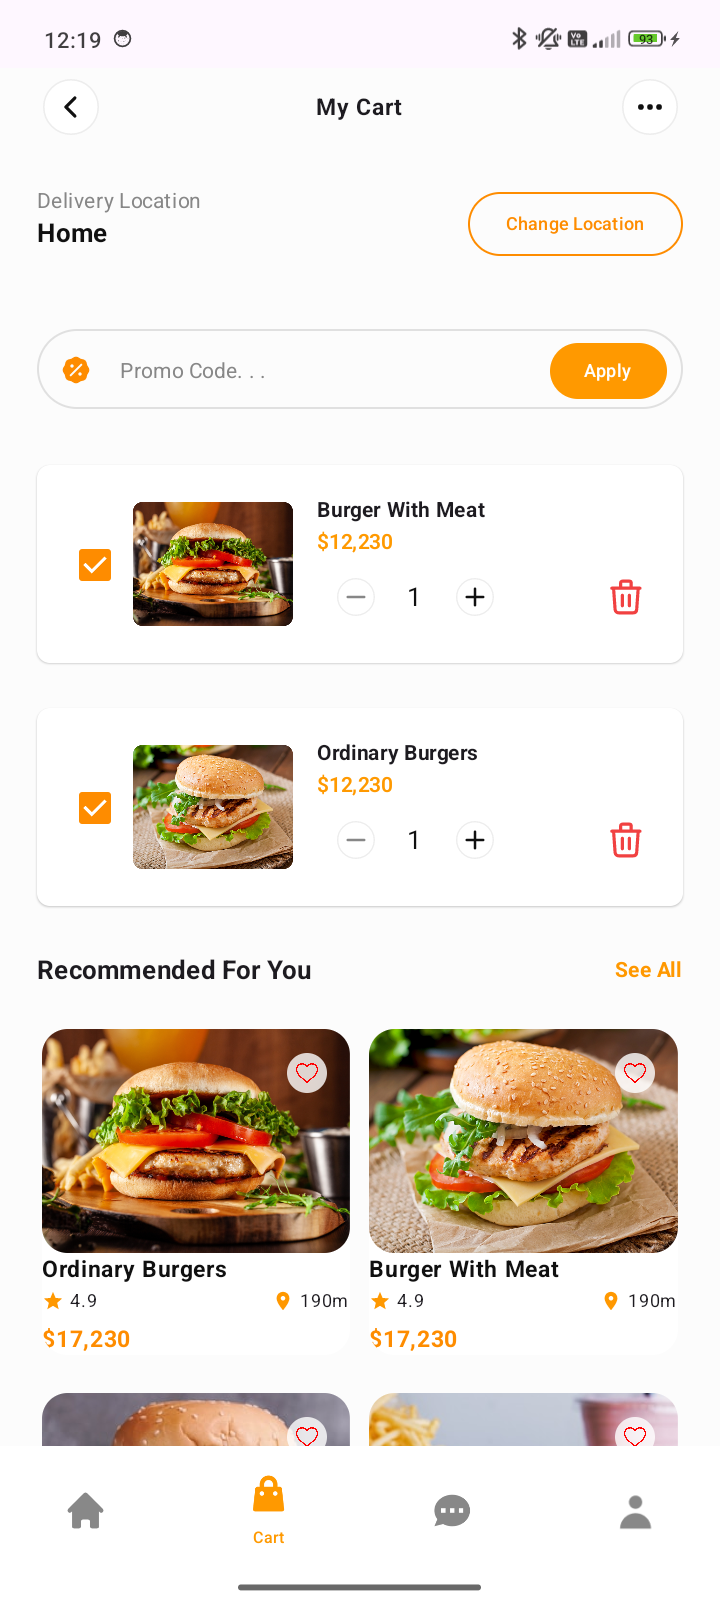 12:19
Vo LTE
93
My Cart
Delivery Location
Home
Change Location
Promo Code. . .
Apply
Burger With Meat
$12,230
1
Ordinary Burgers
$12,230
1
Recommended For You
See All
Ordinary Burgers
4.9
190m
$17,230
Burger With Meat
4.9
190m
$17,230
Cart